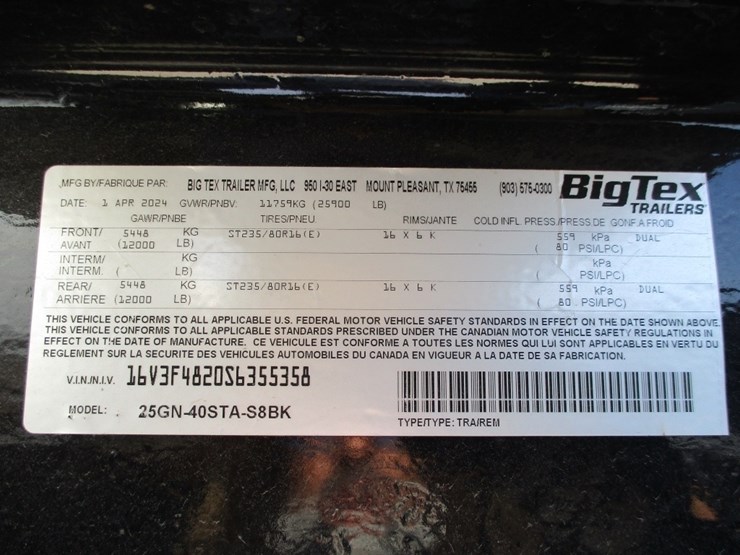 MFG BY/FABRIQUE PAR: BIG TEX TRAILER MFG, LLC 950 I-30 EAST MOUNT PLEASANT, TX 75455 (903) 575-0300 BigTex TRAILERS
DATE: 1 APR 2024 GVWR/PNBV: 11759KG (25900 LB)
GAWR/PNBE TIRES/PNEU RIMS/JANTE COLD INFL PRESS/PRESS DE GONF A FROID
FRONT/ 5448 KG ST235/80R16(E) 16 X 6 K 559 kPa DUAL
AVANT (12000 LB) ( 80 PSI/LPC)
INTERM/ KG kPa
INTERM. ( LB) ( PSI/LPC)
REAR/ 5448 KG ST235/80R16(E) 16 X 6 K 559 kPa DUAL
ARRIERE (12000 LB) ( 80 PSI/LPC)
THIS VEHICLE CONFORMS TO ALL APPLICABLE U.S. FEDERAL MOTOR VEHICLE SAFETY STANDARDS IN EFFECT ON THE DATE SHOWN ABOVE.
THIS VEHICLE CONFORMS TO ALL APPLICABLE STANDARDS PRESCRIBED UNDER THE CANADIAN MOTOR VEHICLE SAFETY REGULATIONS IN
EFFECT ON THE DATE OF MANUFACTURE. CE VEHICULE EST CONFORME A TOUTES LES NORMES QUI LUI SONT APPLICABLES EN VERTU DU
REGLEMENT SUR LA SECURITE DES VEHICULES AUTOMOBILES DU CANADA EN VIGUEUR A LA DATE DE SA FABRICATION.
V.I.N./N.I.V. 16V3F4820S6355358
MODEL: 25GN-40STA-S8BK
TYPE/TYPE: TRA/REM